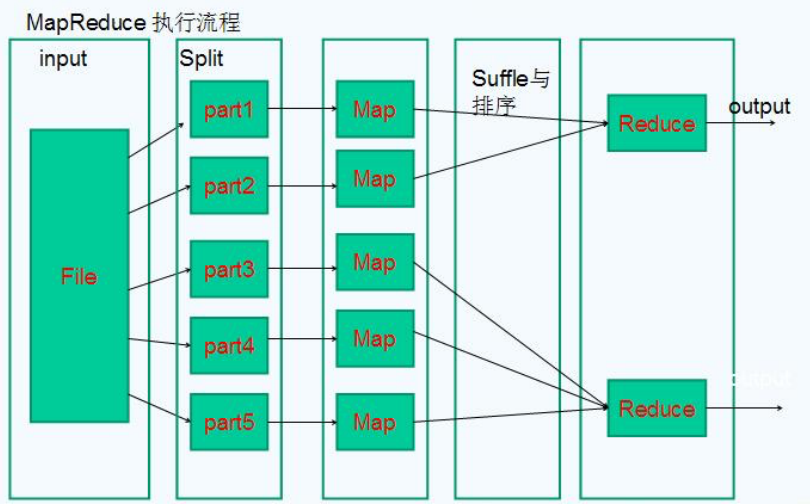 MapReduce 执行流程
input
Split
Suffle与
排序
File
part1
part2
part3
part4
part5
Map
Map
Map
Map
Map
Reduce
Reduce
output
output